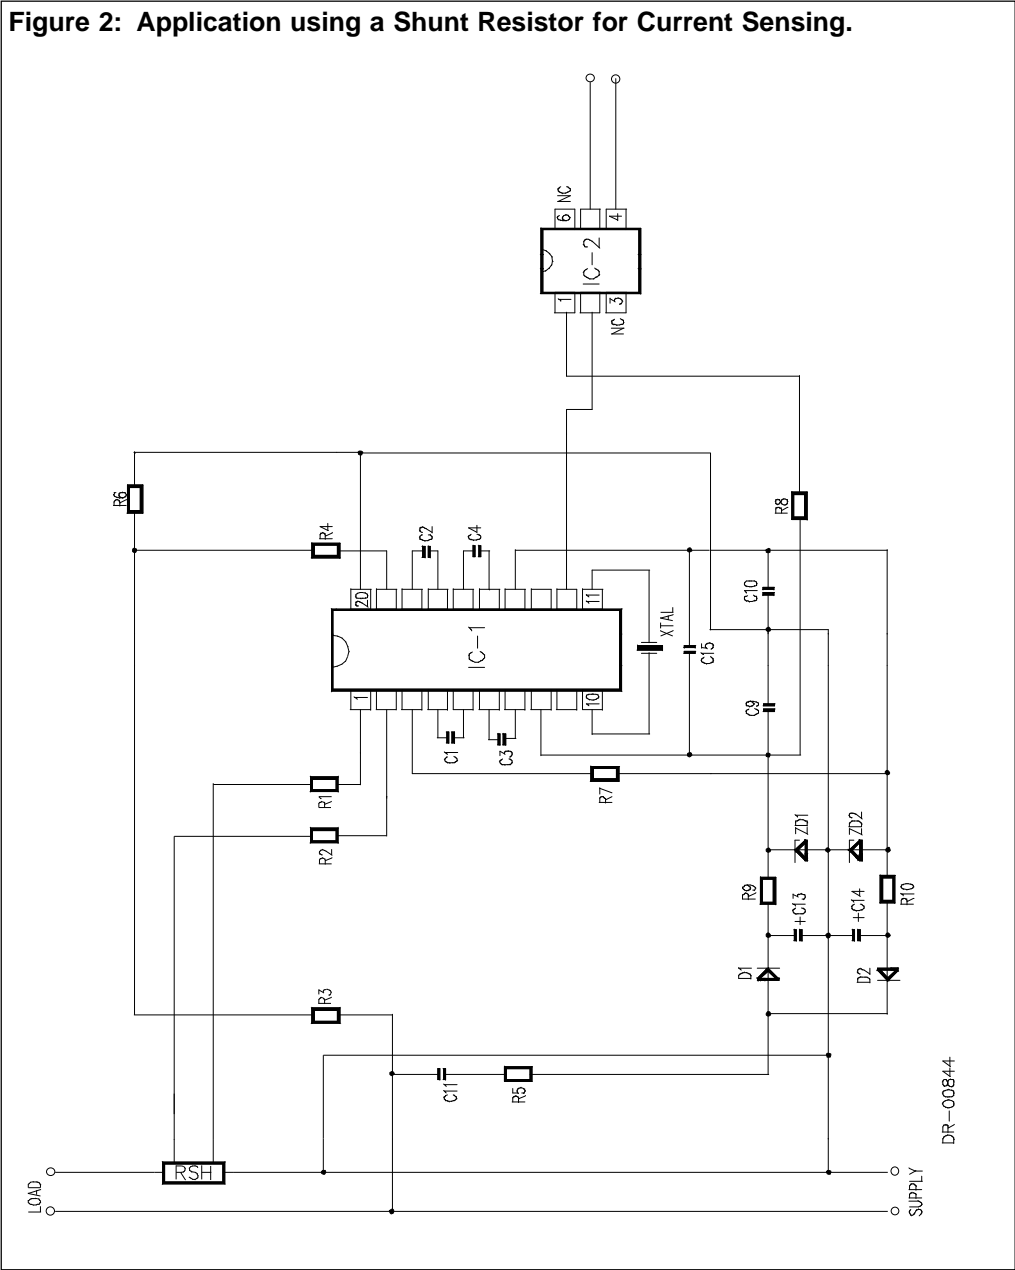 Figure 2: Application using a Shunt Resistor for Current Sensing.
6
NC
4
IC-2
1
3
NC
R6
R8
R4
C2
C4
20
11
C10
IC-1
XTAL
C15
1
10
C9
C1
C3
R1
R7
R2
ZD1
ZD2
R9
+C13
+C14
R10
D1
D2
R3
C11
R5
DR-00844
RSH
LOAD
SUPPLY